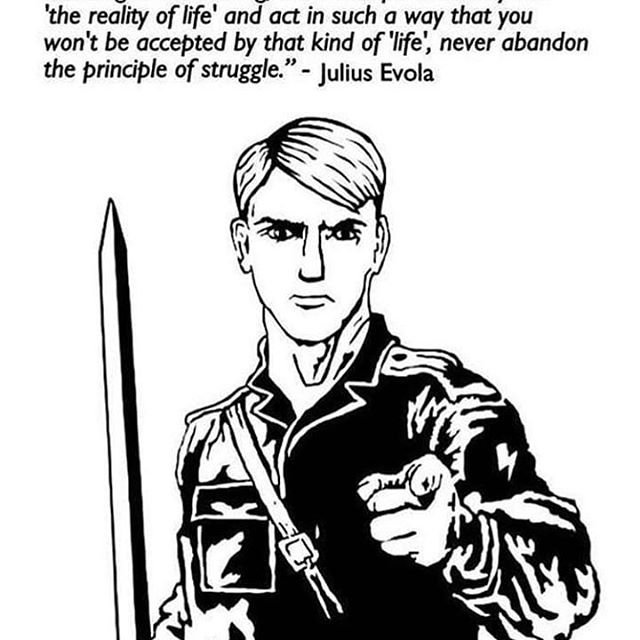 'the reality of life' and act in such a way that you
won't be accepted by that kind of 'life', never abandon
the principle of struggle.” - Julius Evola